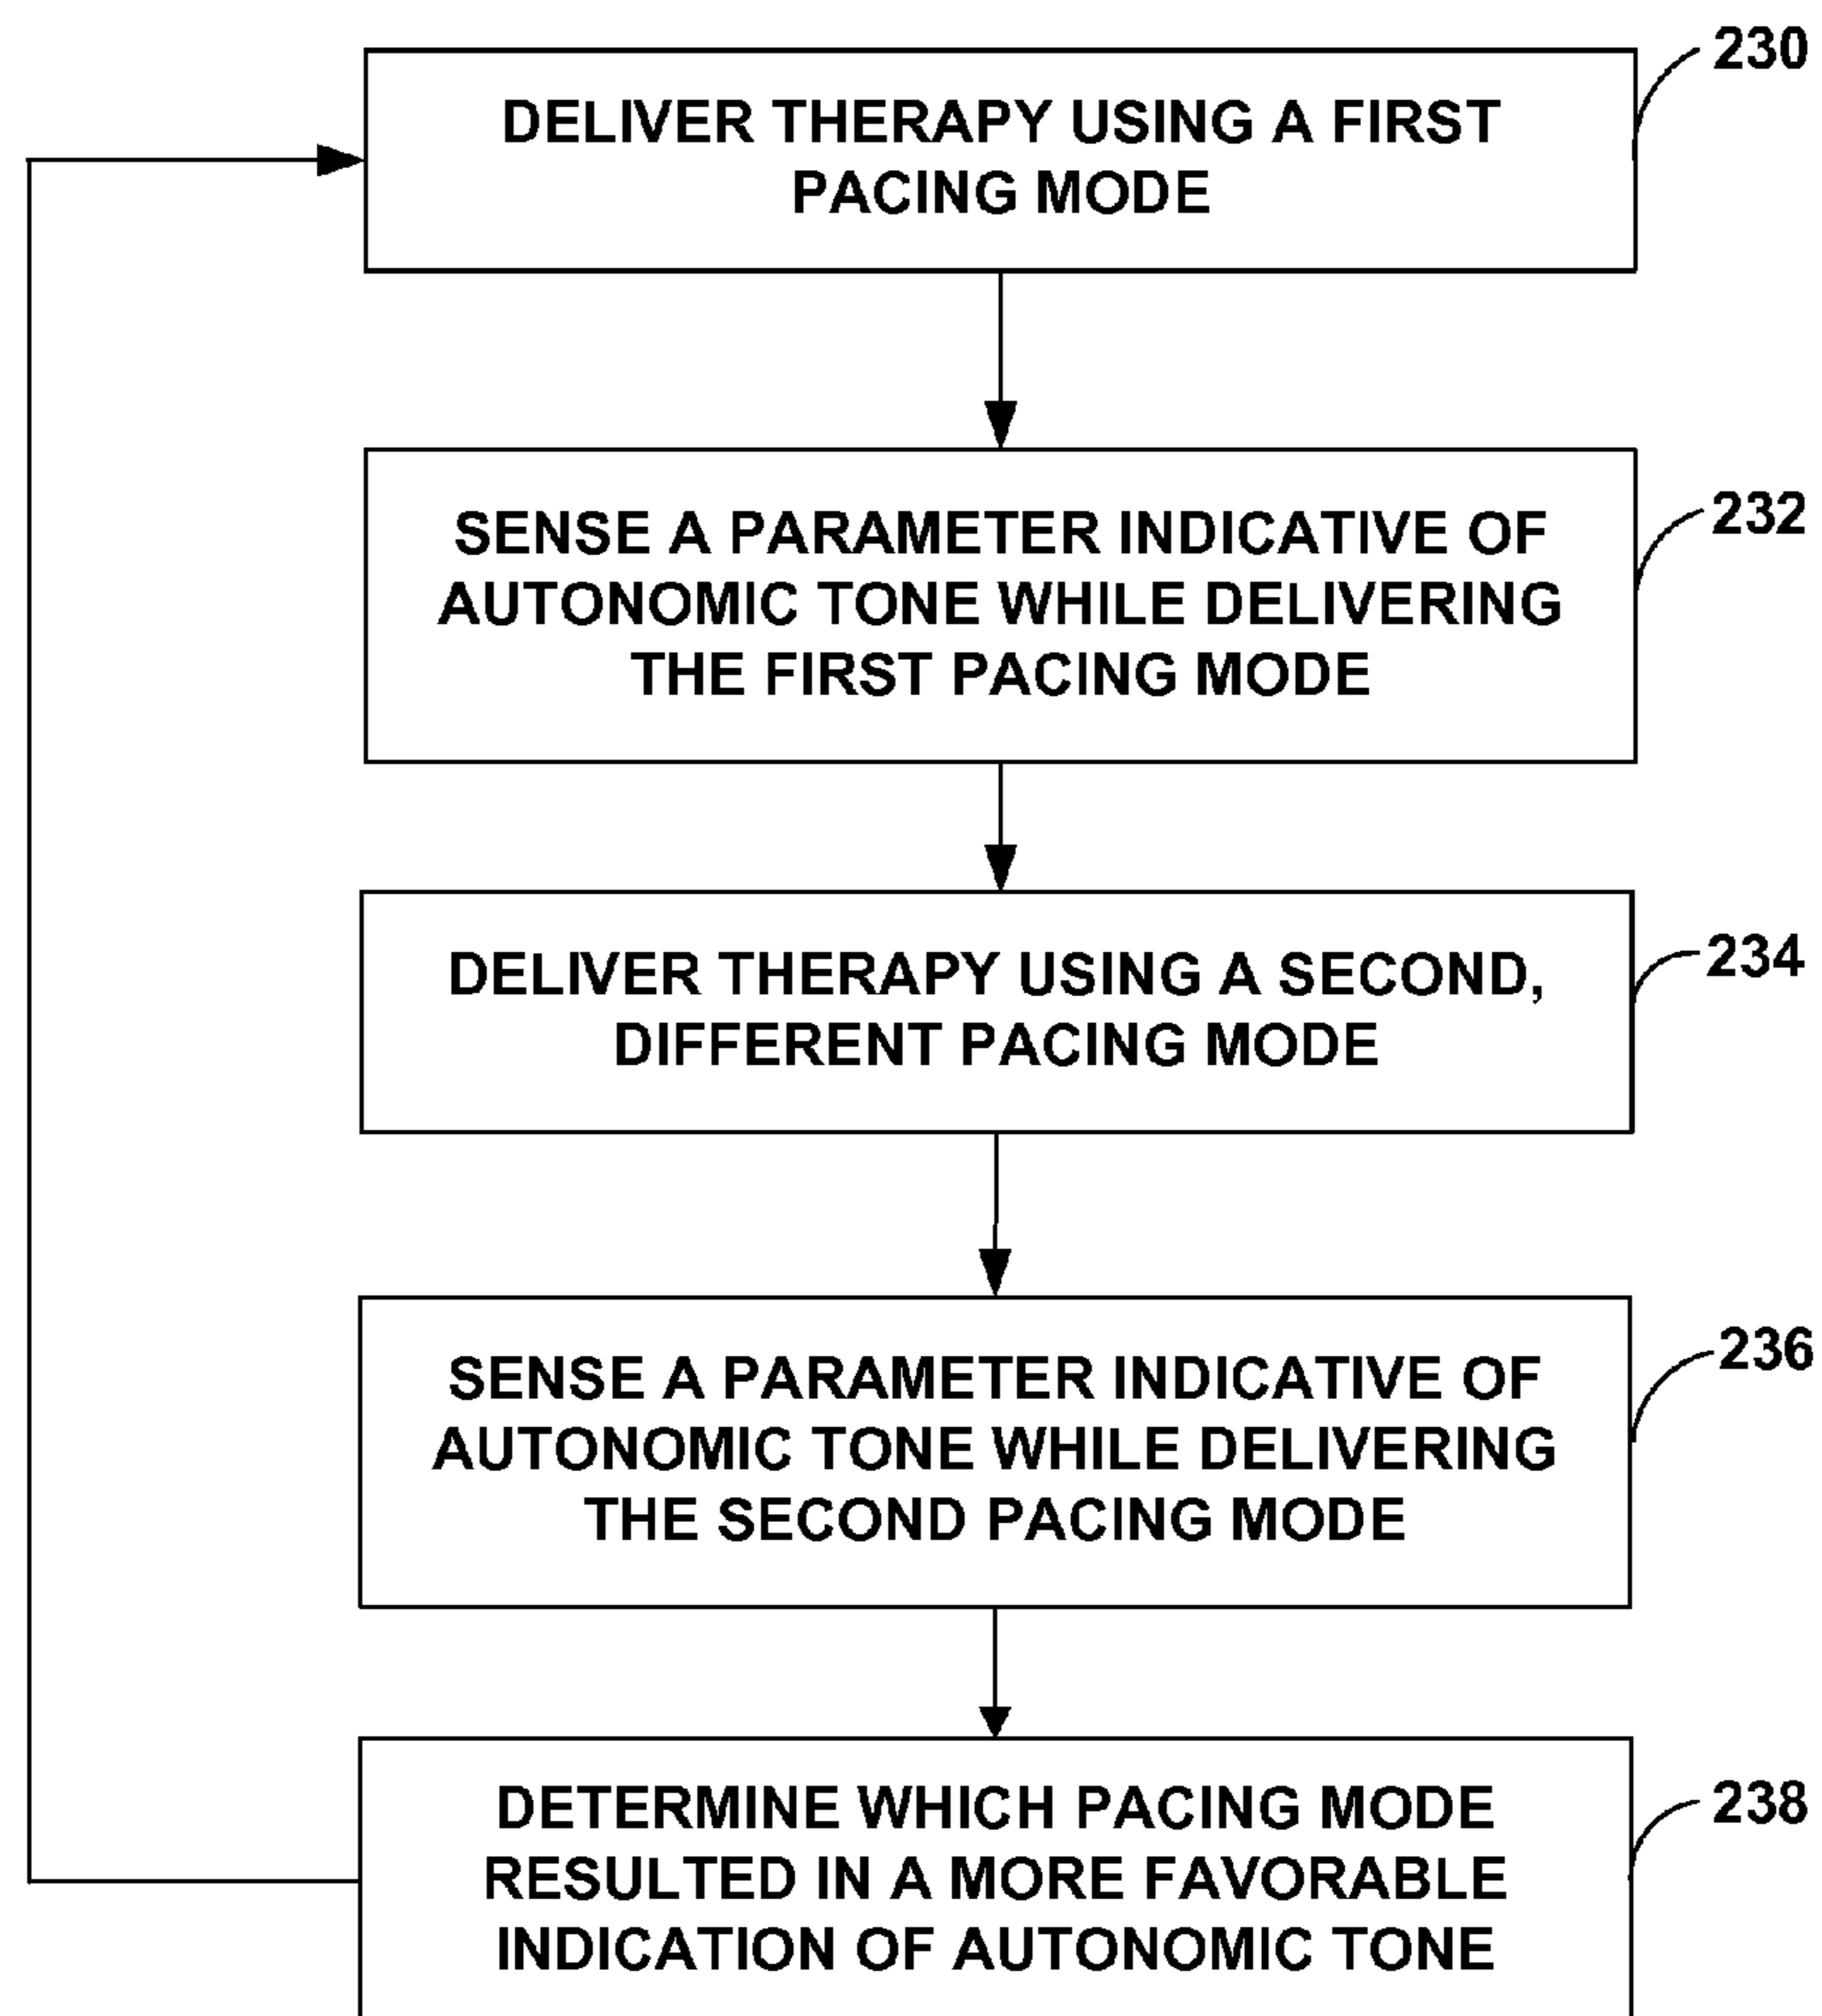 230
DELIVER THERAPY USING A FIRST
PACING MODE
232
SENSE A PARAMETER INDICATIVE OF
AUTONOMIC TONE WHILE DELIVERING
THE FIRST PACING MODE
234
DELIVER THERAPY USING A SECOND,
DIFFERENT PACING MODE
236
SENSE A PARAMETER INDICATIVE OF
AUTONOMIC TONE WHILE DELIVERING
THE SECOND PACING MODE
238
DETERMINE WHICH PACING MODE
RESULTED IN A MORE FAVORABLE
INDICATION OF AUTONOMIC TONE